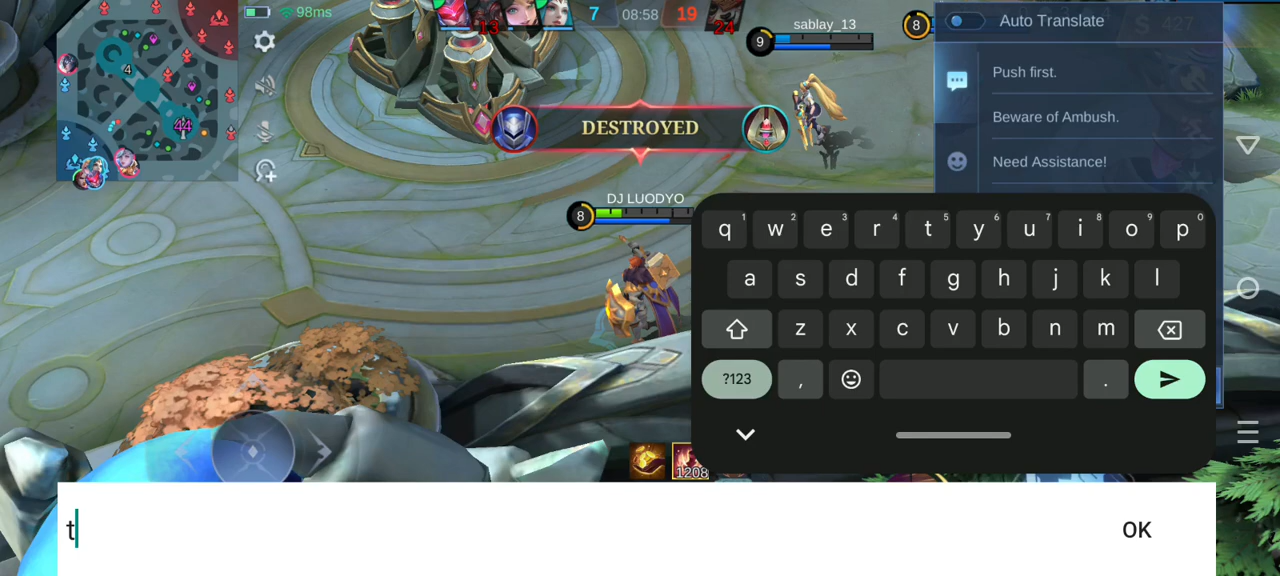 98ms
7
08:58
19
13
24
4
44
9
sablay_13
8
Auto Translate
Push first.
Beware of Ambush.
Need Assistance!
DESTROYED
8
DJ LUODYO
q 1 w 2 e 3 r 4 t 5 y 6 u 7 i 8 o 9 p 0
a s d f g h j k l
z x c v b n m
?123 , .
1208
t
OK